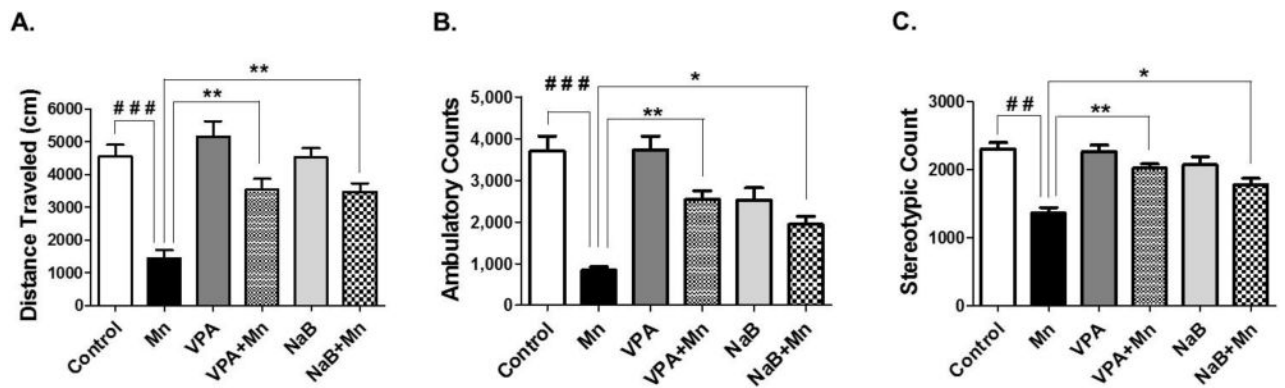 A.
Distance Traveled (cm)
6000
5000
4000
3000
2000
1000
0
# # #
**
**
Control
Mn
VPA
VPA+Mn
NaB
NaB+Mn
B.
Ambulatory Counts
5,000
4,000
3,000
2,000
1,000
0
# # #
*
**
Control
Mn
VPA
VPA+Mn
NaB
NaB+Mn
C.
Stereotypic Count
3000
2000
1000
0
# #
*
**
Control
Mn
VPA
VPA+Mn
NaB
NaB+Mn